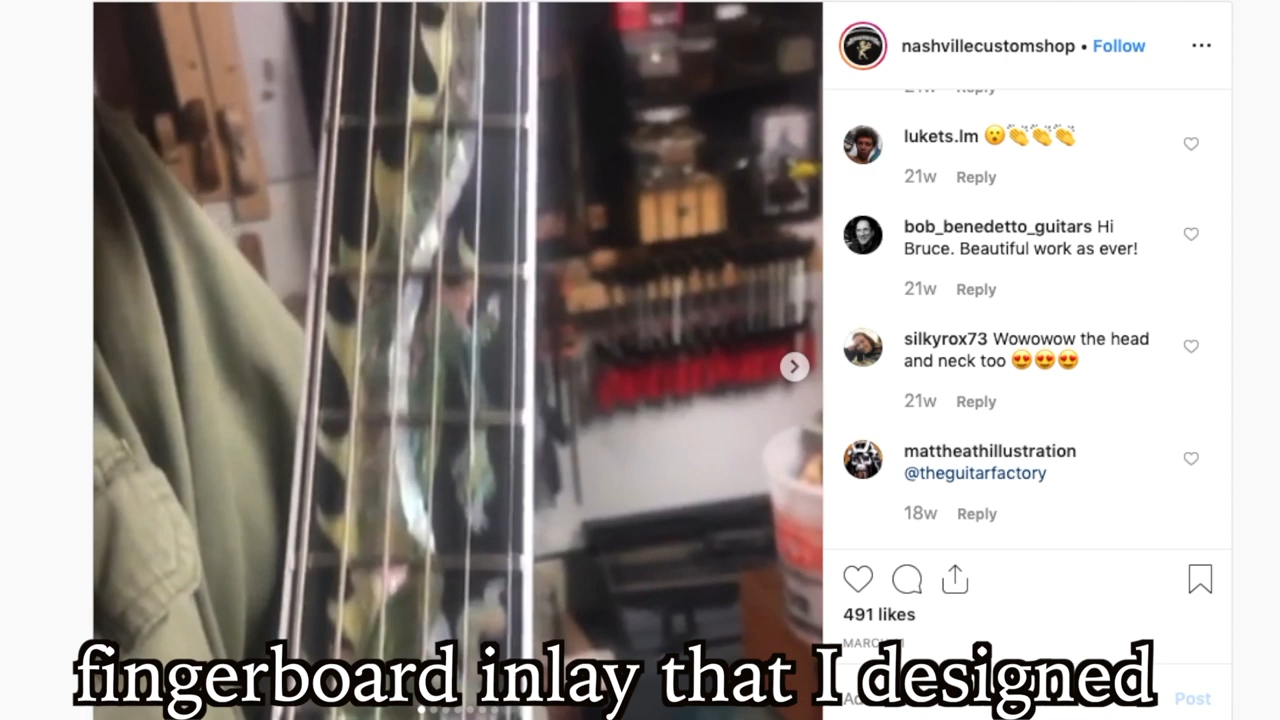 nashvillecustomshop • Follow
lukets.lm 😮👏👏👏
21w Reply
bob_benedetto_guitars Hi
Bruce. Beautiful work as ever!
21w Reply
silkyrox73 Wowowow the head
and neck too 😍😍😍
21w Reply
mattheathillustration
@theguitarfactory
18w Reply
491 likes
Post
fingerboard inlay that I designed